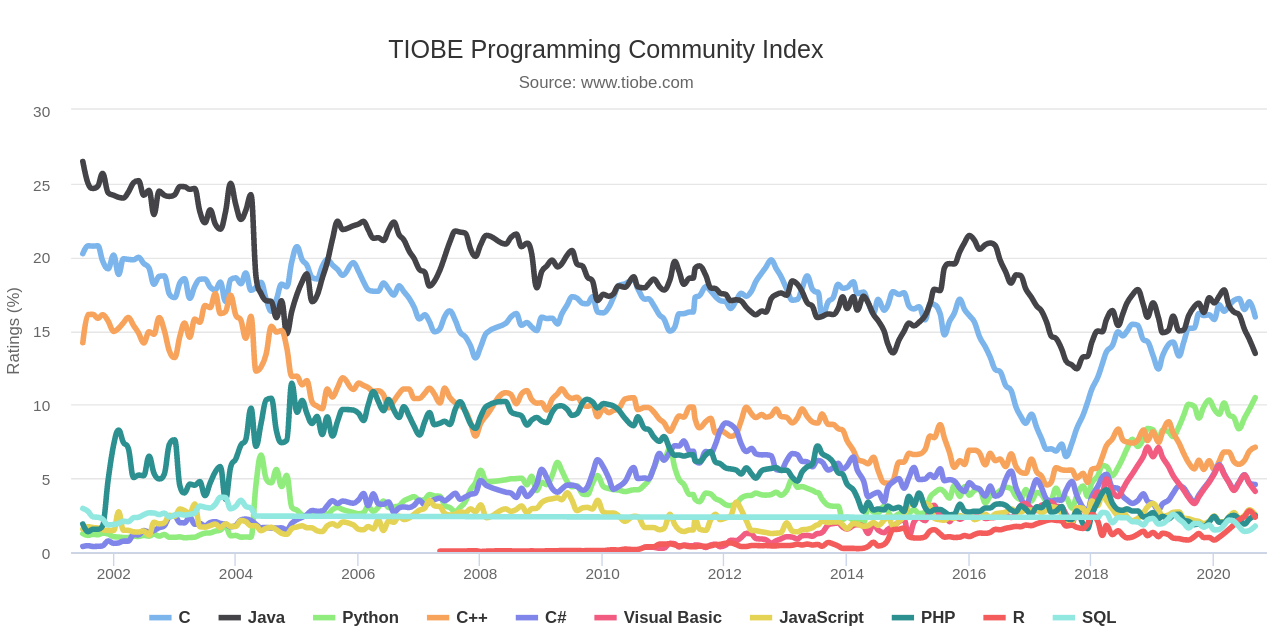 TIOBE Programming Community Index
Source: www.tiobe.com
Ratings (%)
30
25
20
15
10
5
0
2002 2004 2006 2008 2010 2012 2014 2016 2018 2020
C Java Python C++ C# Visual Basic JavaScript PHP R SQL